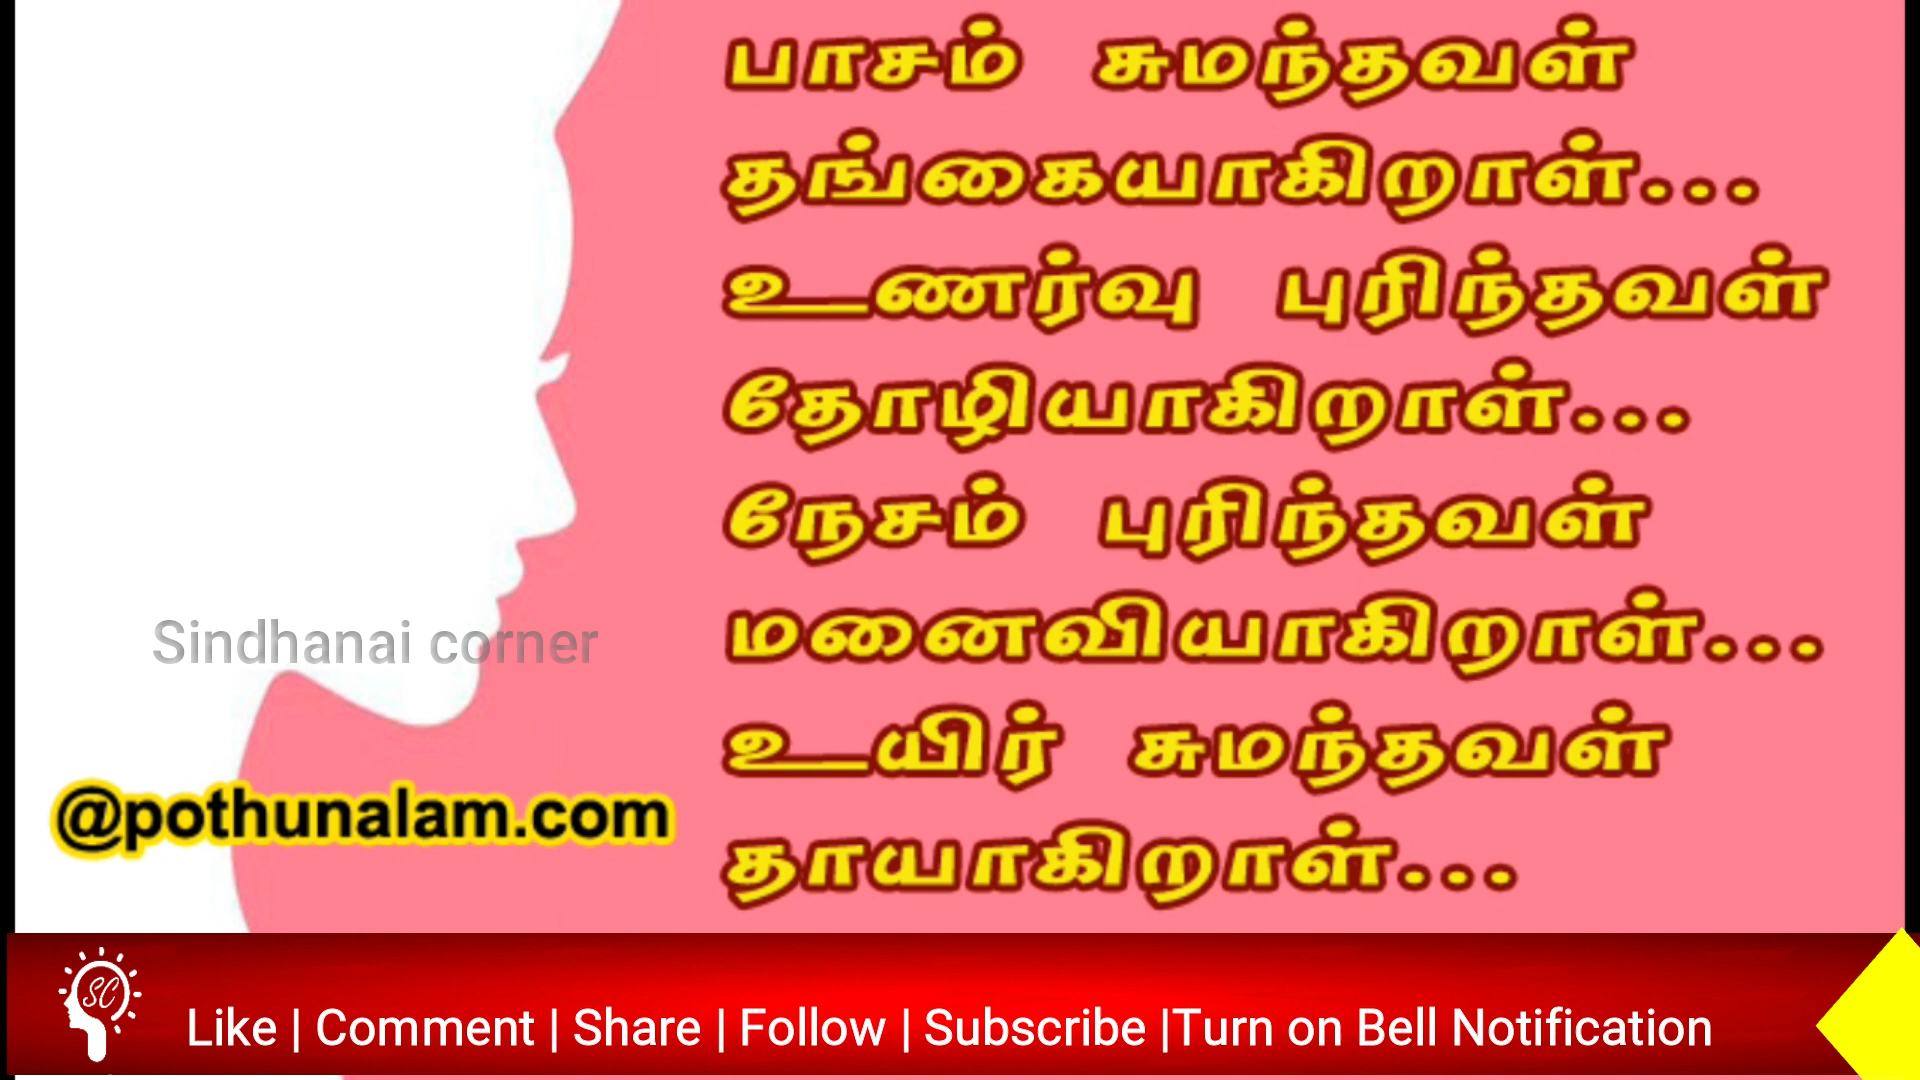 பாசம் சுமந்தவள்
தங்கையாகிறாள்...
உணர்வு புரிந்தவள்
தோழியாகிறாள்...
நேசம் புரிந்தவள்
மனைவியாகிறாள்...
உயிர் சுமந்தவள்
தாயாகிறாள்...
Sindhanai corner
@pothunalam.com
SC
Like | Comment | Share | Follow | Subscribe |Turn on Bell Notification